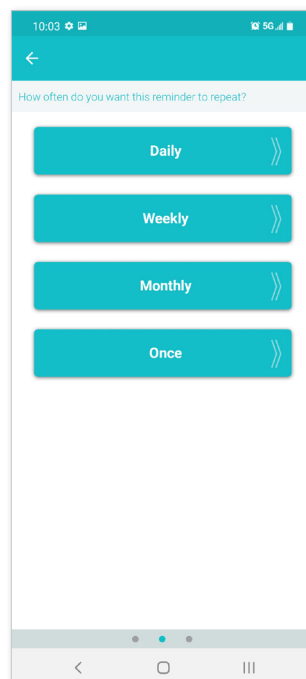 10:03 5G
How often do you want this reminder to repeat?
Daily
Weekly
Monthly
Once